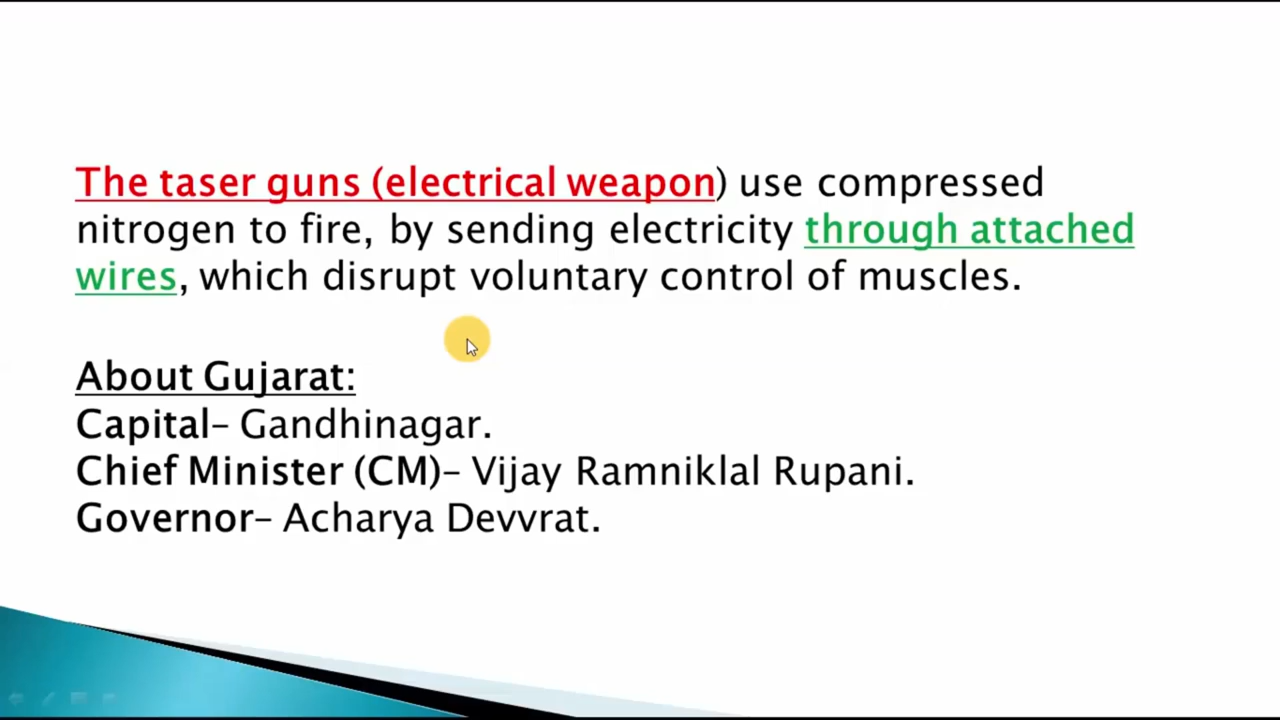 The taser guns (electrical weapon) use compressed
nitrogen to fire, by sending electricity through attached
wires, which disrupt voluntary control of muscles.
About Gujarat:
Capital– Gandhinagar.
Chief Minister (CM)– Vijay Ramniklal Rupani.
Governor– Acharya Devvrat.